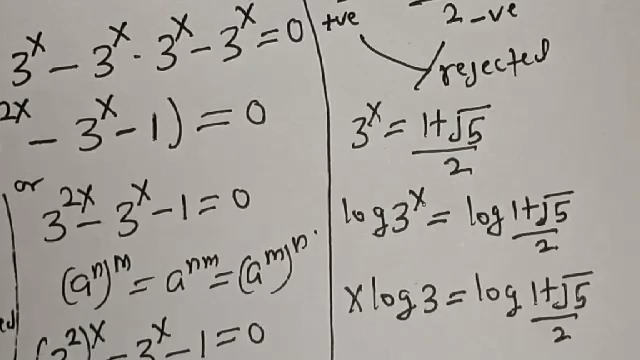 3^x - 3^x · 3^x - 3^x = 0
2x - 3^x - 1) = 0
or
3^2x - 3^x - 1 = 0
(a^n)^m = a^nm = (a^m)^n.
2)^x - 3^x - 1 = 0
+ve
2 -ve
rejected
3^x = 1+√5/2
log 3^x = log 1+√5/2
x log 3 = log 1+√5/2